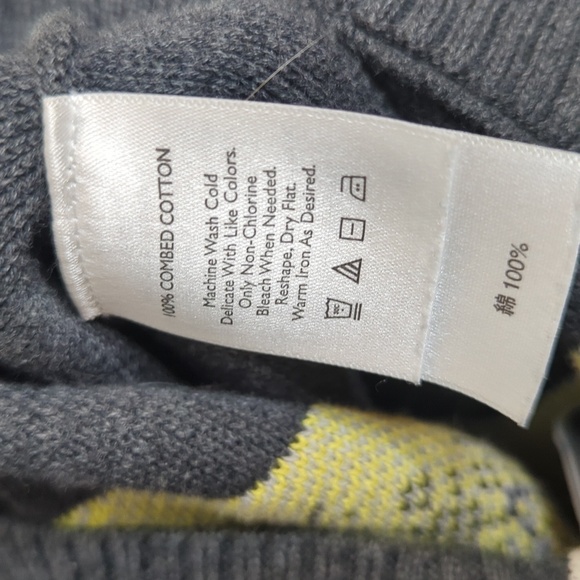 100% COMBED COTTON
Machine Wash Cold
Delicate With Like Colors.
Only Non-Chlorine
Bleach When Needed.
Reshape, Dry Flat.
Warm Iron As Desired.
綿 100%